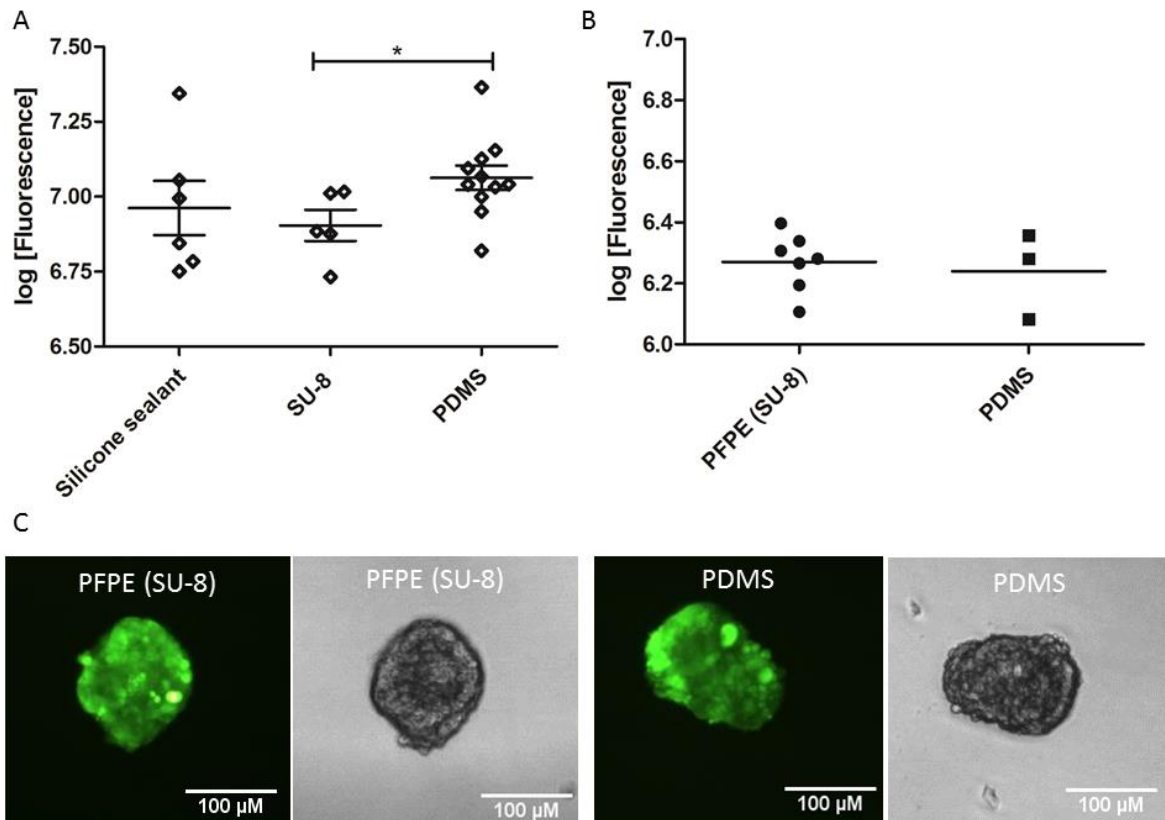 A
7.50
7.25
7.00
6.75
6.50
log [Fluorescence]
*
Silicone sealant
SU-8
PDMS
B
7.0
6.8
6.6
6.4
6.2
6.0
log [Fluorescence]
PFPE (SU-8)
PDMS
C
PFPE (SU-8)
100 µM
PFPE (SU-8)
100 µM
PDMS
100 µM
PDMS
100 µM